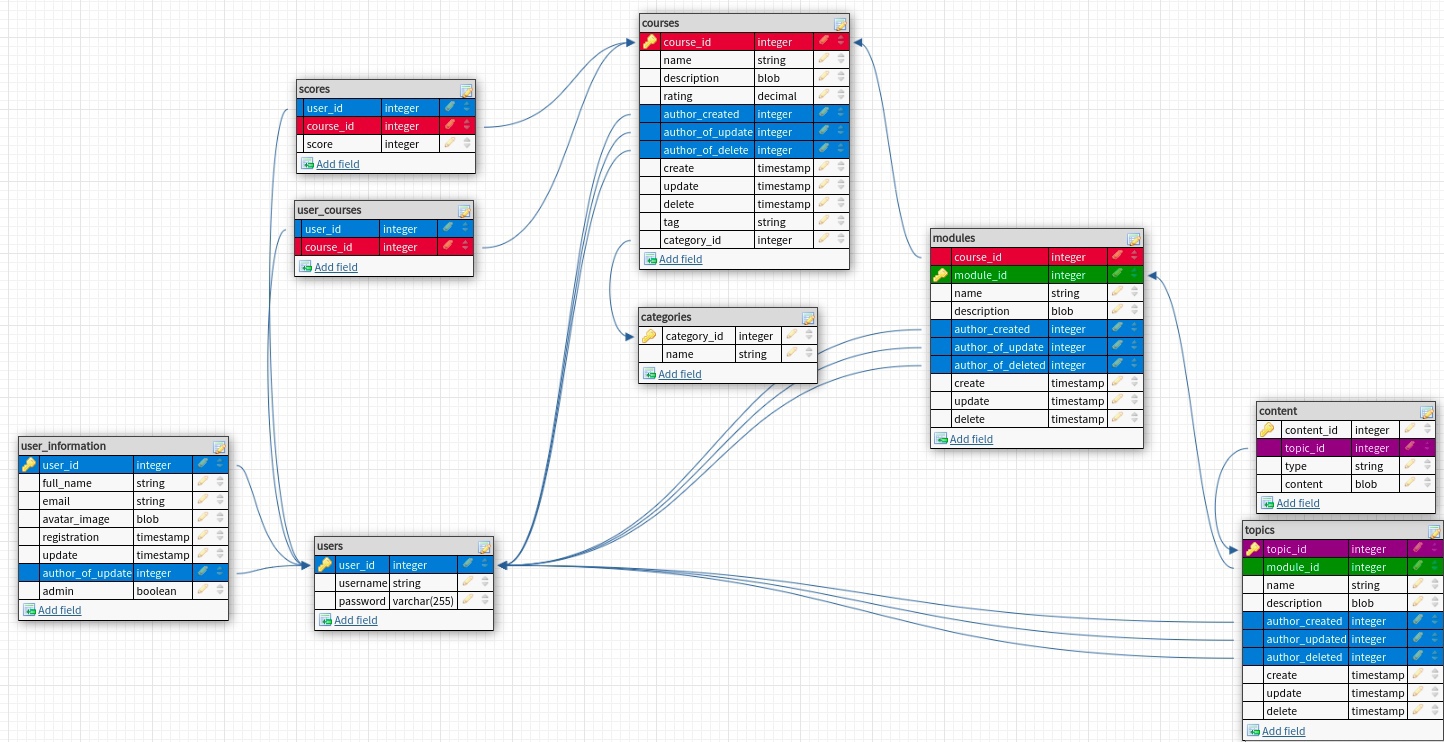 courses
course_id integer
name string
description blob
rating decimal
author_created integer
author_of_update integer
author_of_delete integer
create timestamp
update timestamp
delete timestamp
tag string
category_id integer
Add field
scores
user_id integer
course_id integer
score integer
Add field
user_courses
user_id integer
course_id integer
Add field
modules
course_id integer
module_id integer
name string
description blob
author_created integer
author_of_update integer
author_of_deleted integer
create timestamp
update timestamp
delete timestamp
Add field
categories
category_id integer
name string
Add field
content
content_id integer
topic_id integer
type string
content blob
Add field
user_information
user_id integer
full_name string
email string
avatar_image blob
registration timestamp
update timestamp
author_of_update integer
admin boolean
Add field
users
user_id integer
username string
password varchar(255)
Add field
topics
topic_id integer
module_id integer
name string
description blob
author_created integer
author_updated integer
author_deleted integer
create timestamp
update timestamp
delete timestamp
Add field